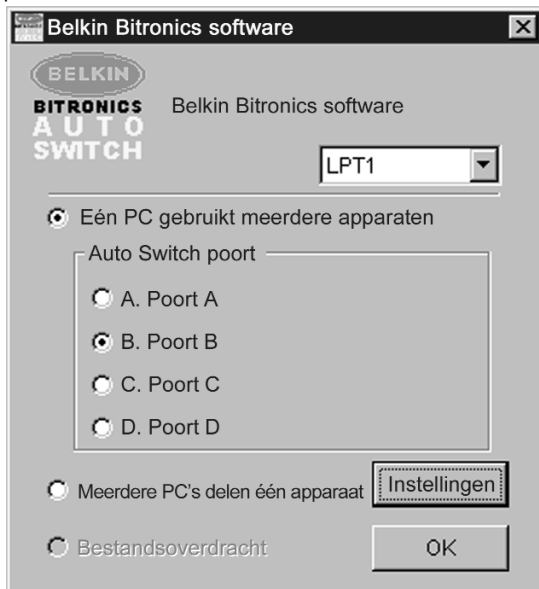 Belkin Bitronics software
BELKIN
BITRONICS
AUTO
SWITCH
Belkin Bitronics software
LPT1
Eén PC gebruikt meerdere apparaten
Auto Switch poort
A. Poort A
B. Poort B
C. Poort C
D. Poort D
Meerdere PC's delen één apparaat
Instellingen
Bestandsoverdracht
OK